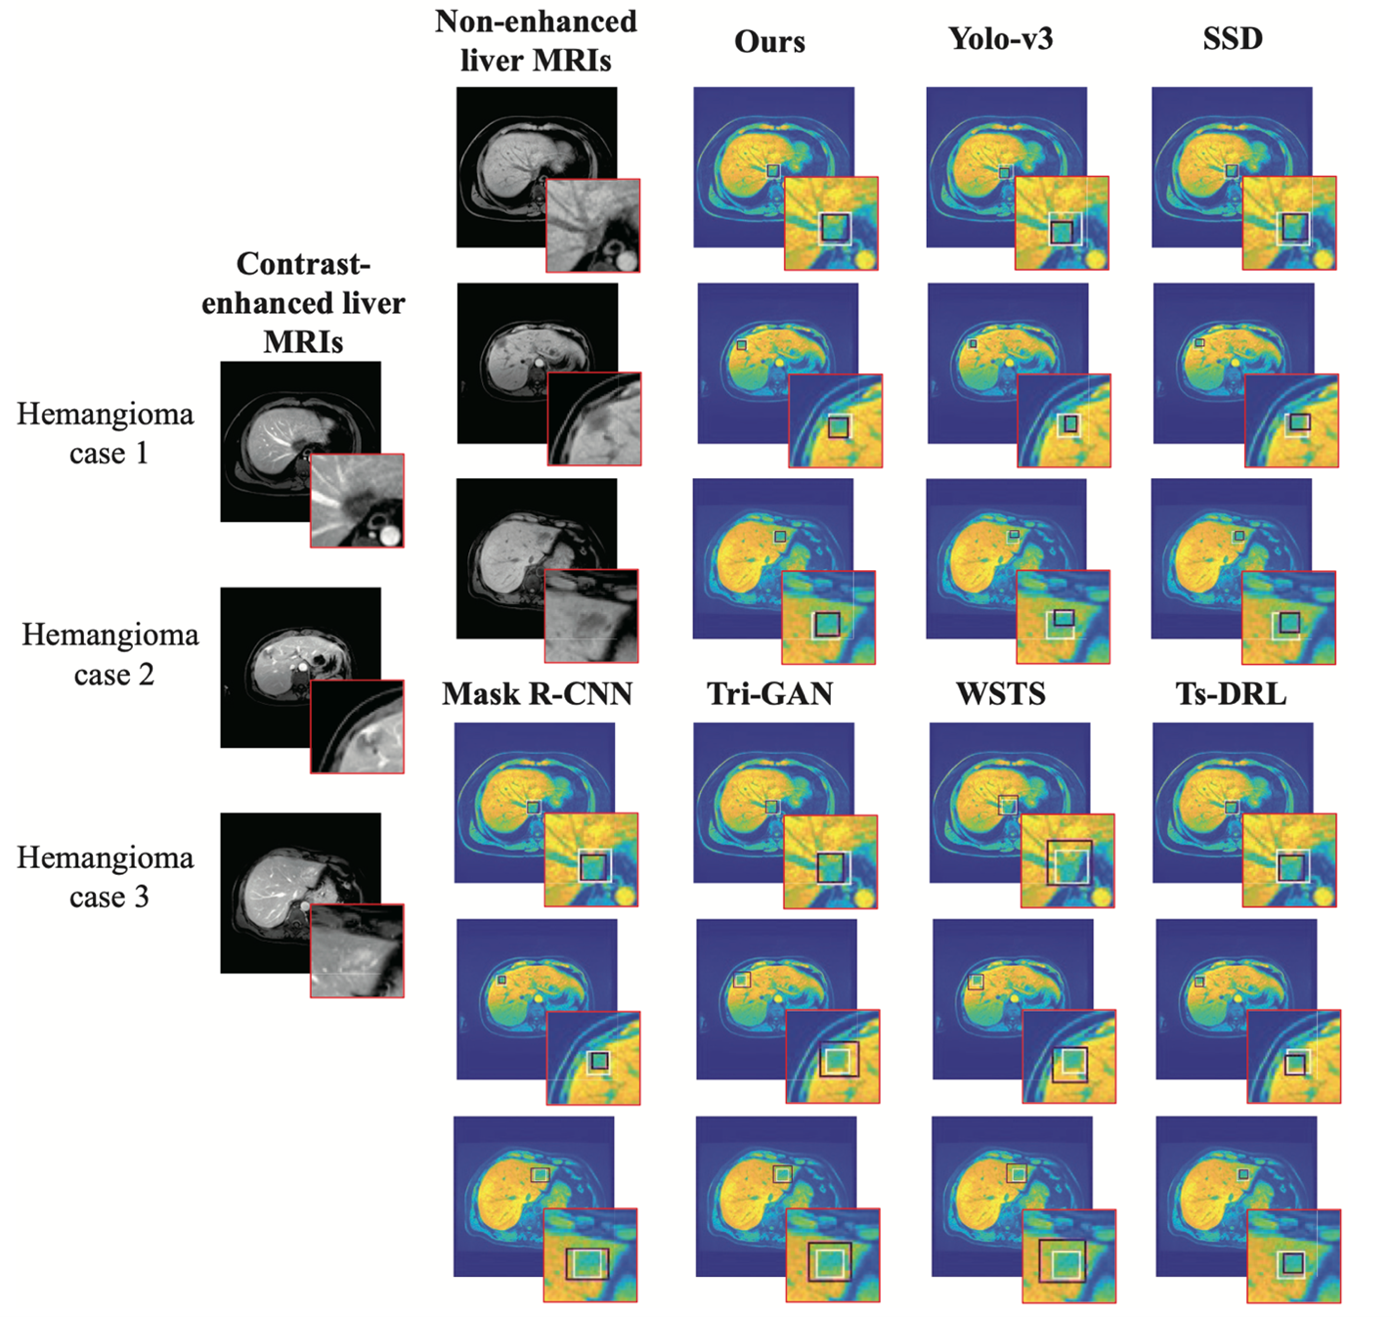 Non-enhanced
liver MRIs
Ours
Yolo-v3
SSD
Contrast-
enhanced liver
MRIs
Hemangioma
case 1
Hemangioma
case 2
Hemangioma
case 3
Mask R-CNN
Tri-GAN
WSTS
Ts-DRL